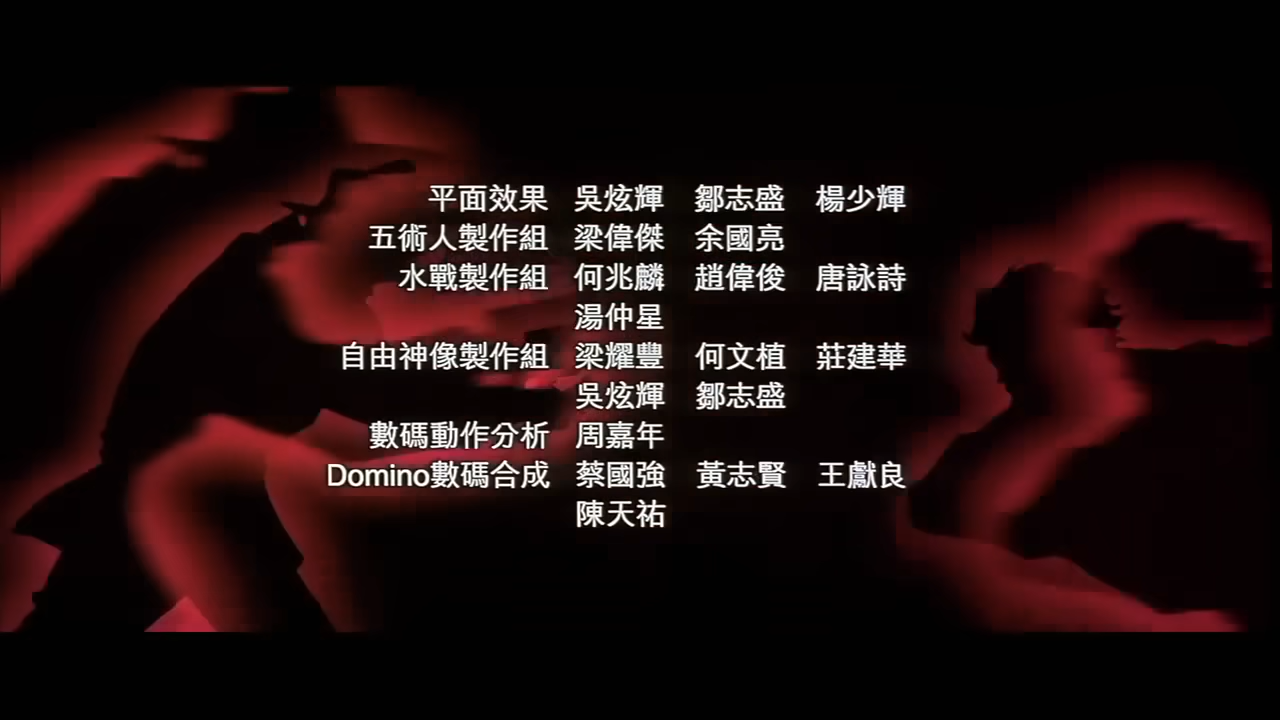 平面效果 吳炫輝 鄒志盛 楊少輝
五術人製作組 梁偉傑 余國亮
水戰製作組 何兆麟 趙偉俊 唐詠詩
湯仲星
自由神像製作組 梁耀豐 何文植 莊建華
吳炫輝 鄒志盛
數碼動作分析 周嘉年
Domino數碼合成 蔡國強 黃志賢 王獻良
陳天祐